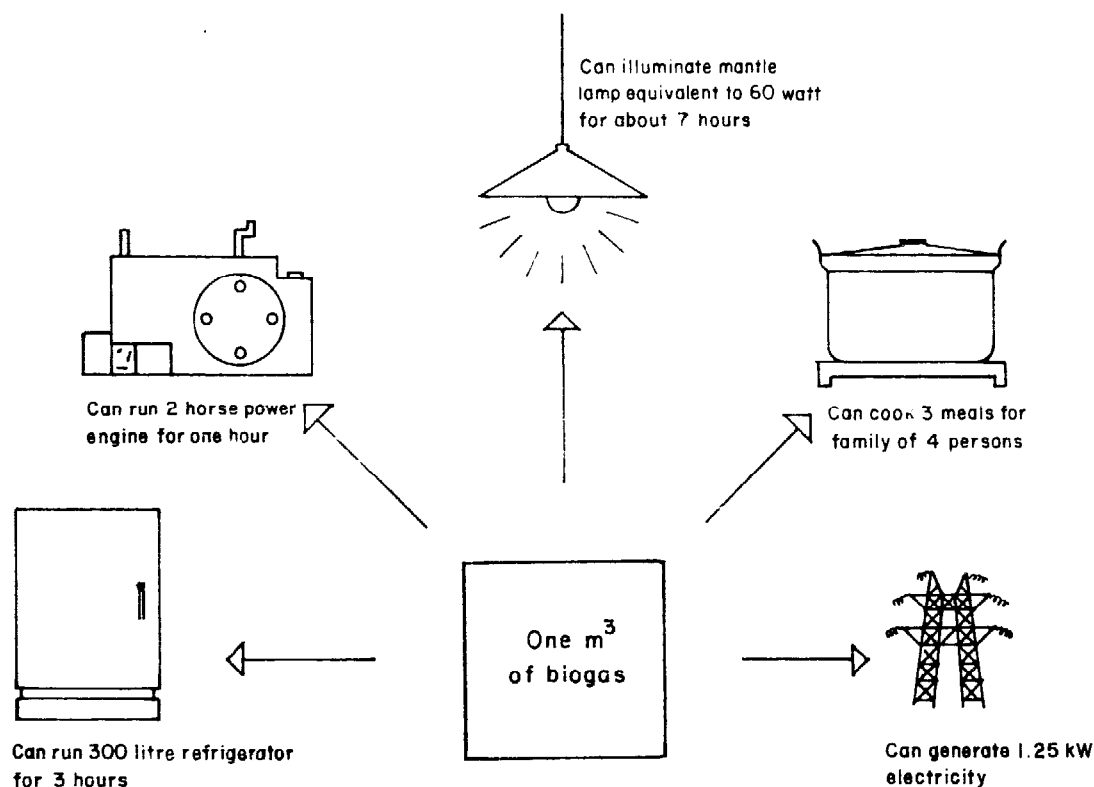 Can illuminate mantle
lamp equivalent to 60 watt
for about 7 hours
Can run 2 horse power
engine for one hour
Can cook 3 meals for
family of 4 persons
One m³
of biogas
Can run 300 litre refrigerator
for 3 hours
Can generate 1.25 kW
electricity